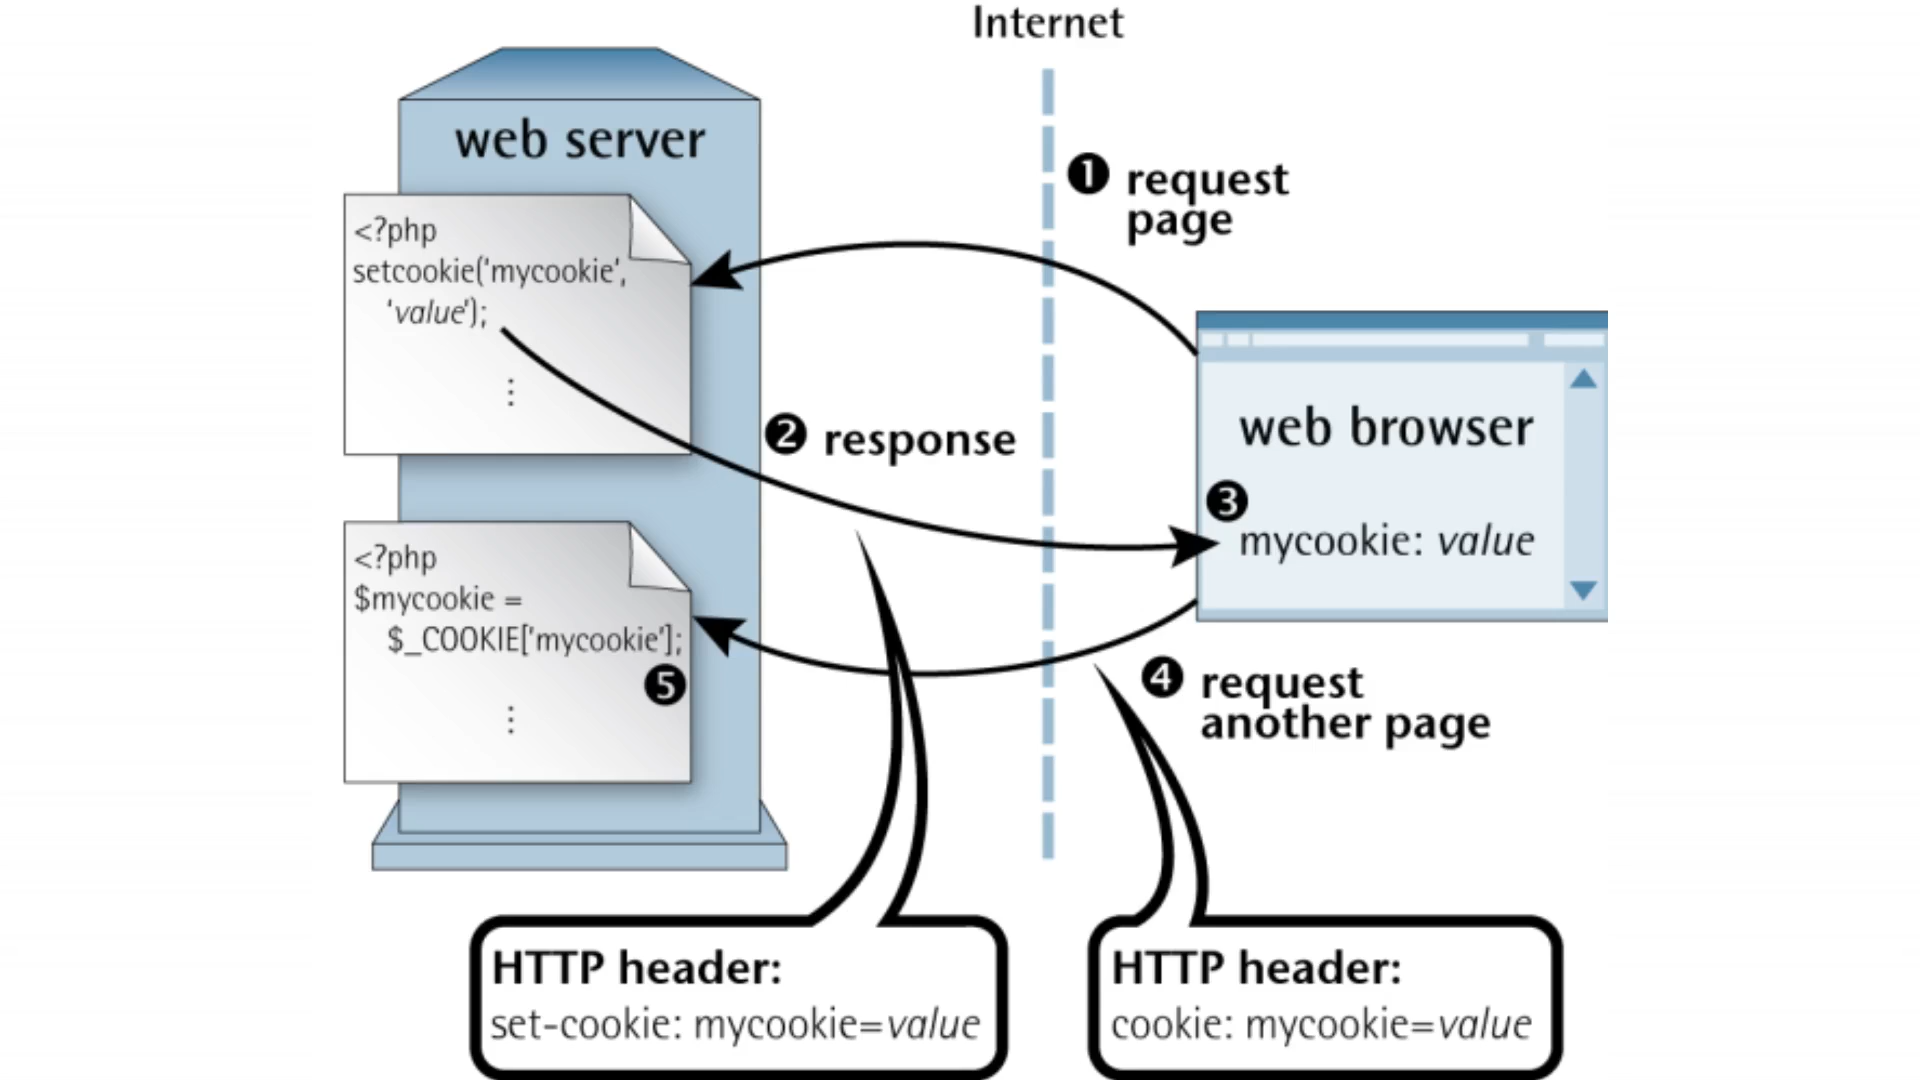 Internet
web server
❶ request
page
<?php
setcookie('mycookie',
'value');
⋮
❷ response
web browser
❸
mycookie: value
<?php
$mycookie =
$_COOKIE['mycookie'];
❺
⋮
❹ request
another page
HTTP header:
set-cookie: mycookie=value
HTTP header:
cookie: mycookie=value